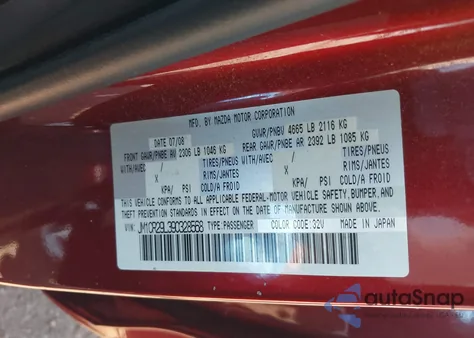 MFD. BY MAZDA MOTOR CORPORATION
DATE 07/08 GVWR/PNBV 4665 LB 2116 KG
FRONT GAWR/PNBE AV 2306 LB 1046 KG REAR GAWR/PNBE AR 2392 LB 1085 KG
WITH/AVEC / TIRES/PNEUS WITH/AVEC / TIRES/PNEUS
X RIMS/JANTES X RIMS/JANTES
KPA/ PSI COLD/A FROID KPA/ PSI COLD/A FROID
THIS VEHICLE CONFORMS TO ALL APPLICABLE FEDERAL-MOTOR VEHICLE SAFETY, BUMPER, AND
THEFT PREVENTION STANDARDS IN EFFECT ON THE DATE OF MANUFACTURE SHOWN ABOVE.
VIN: JM1CR29L390328568 TYPE:PASSENGER COLOR CODE:32V MADE IN JAPAN
autoSnap